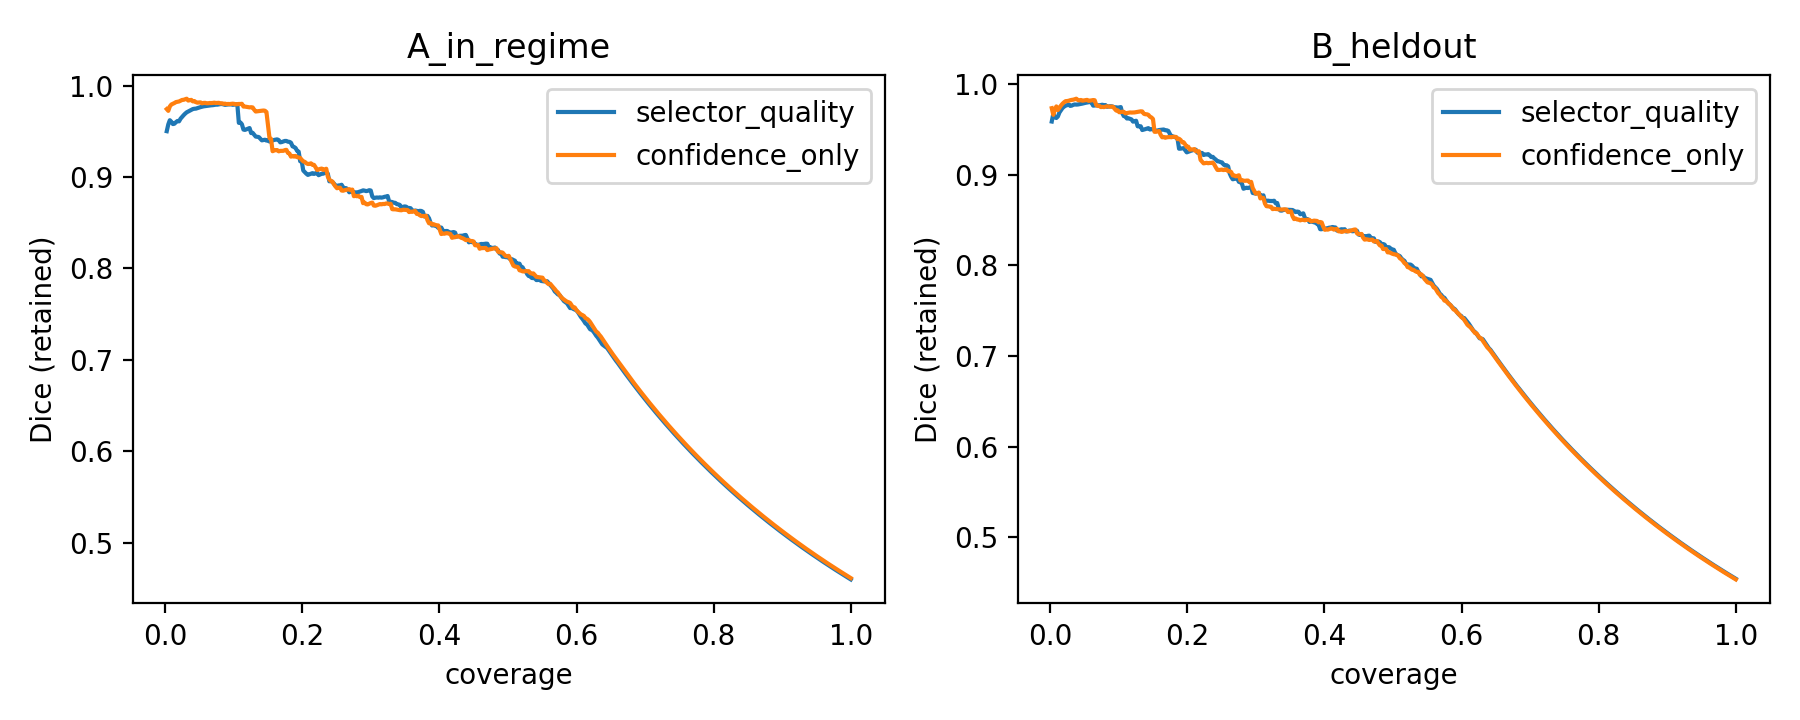 A_in_regime
Dice (retained)
1.0
0.9
0.8
0.7
0.6
0.5
selector_quality
confidence_only
0.0 0.2 0.4 0.6 0.8 1.0
coverage
B_heldout
Dice (retained)
1.0
0.9
0.8
0.7
0.6
0.5
selector_quality
confidence_only
0.0 0.2 0.4 0.6 0.8 1.0
coverage